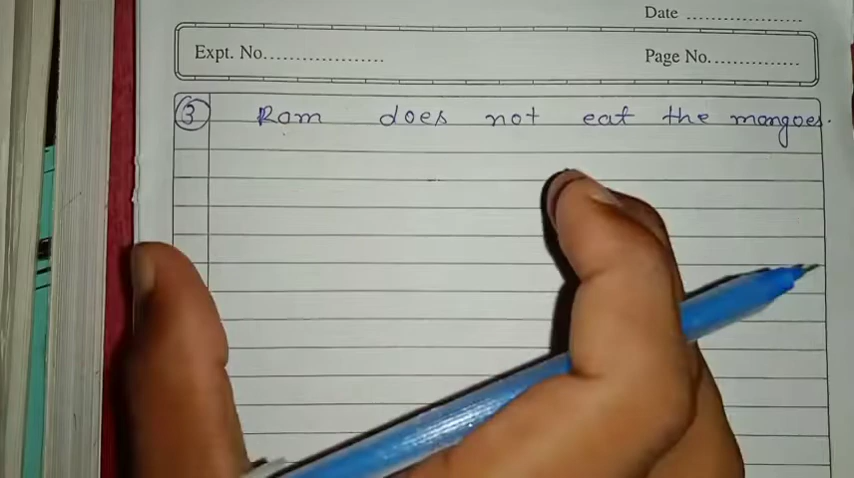 Date ....................
Expt. No....................... Page No.................
3 Ram does not eat the mangoes.